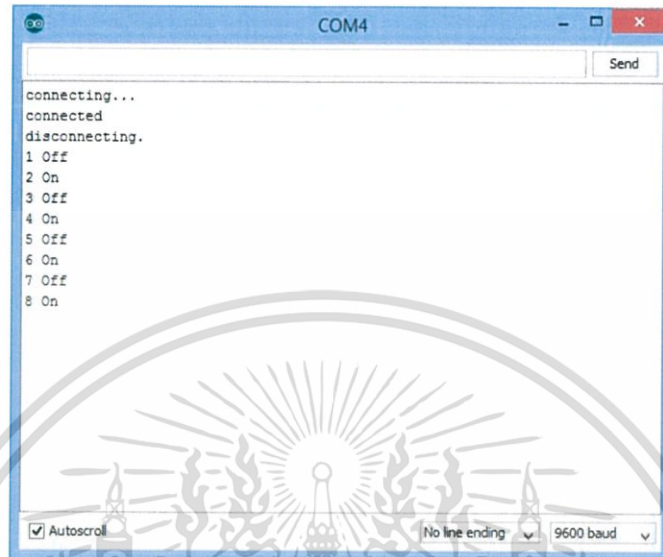 COM4
Send
connecting...
connected
disconnecting.
1 Off
2 On
3 Off
4 On
5 Off
6 On
7 Off
8 On
Autoscroll
No line ending
9600 baud